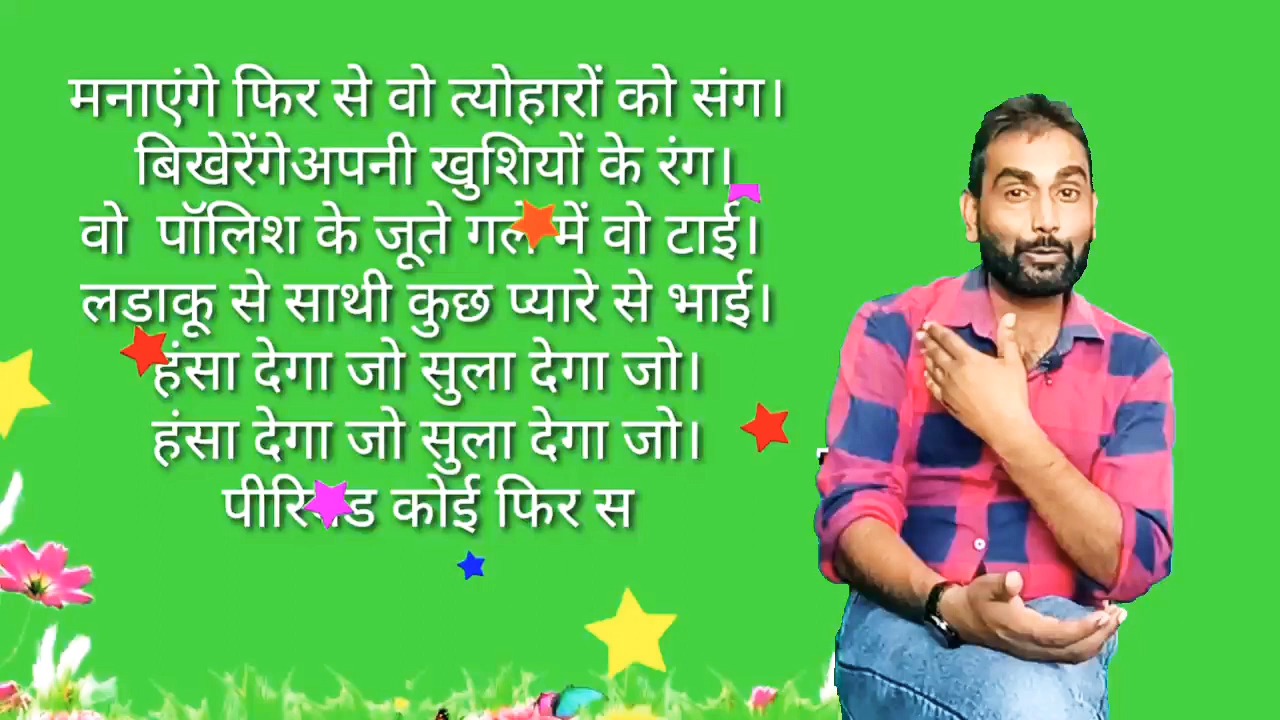 मनाएंगे फिर से वो त्योहारों को संग।
बिखेरेंगेअपनी खुशियों के रंग।
वो पॉलिश के जूते गले में वो टाई।
लडाकू से साथी कुछ प्यारे से भाई।
हंसा देगा जो सुला देगा जो।
हंसा देगा जो सुला देगा जो।
पीरियड कोई फिर स